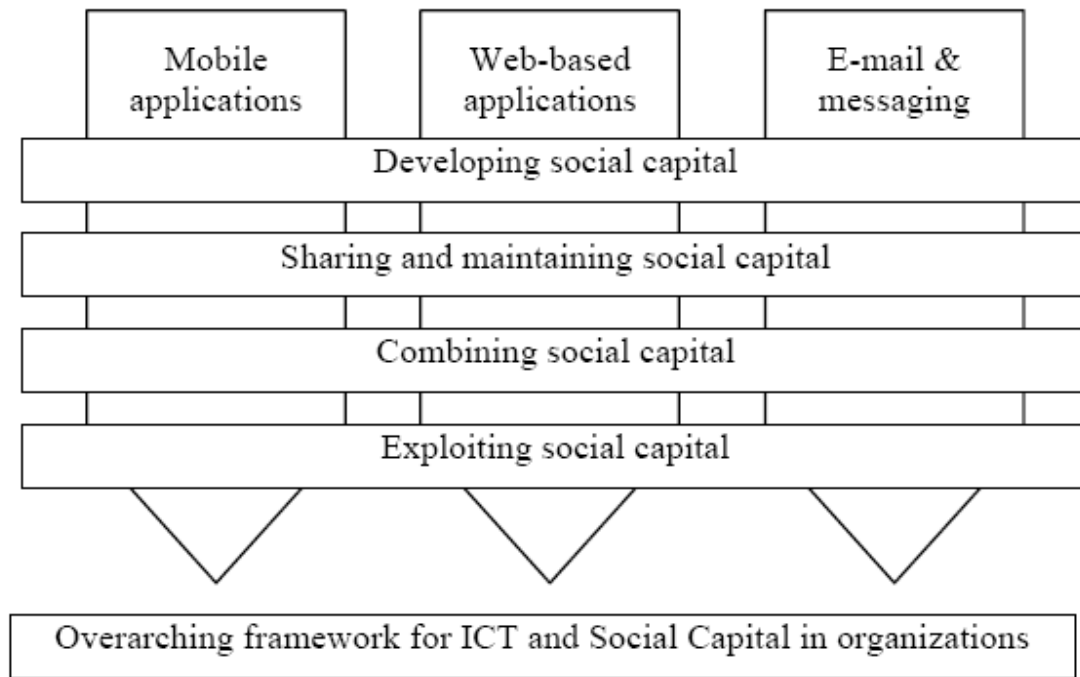 Mobile
applications
Web-based
applications
E-mail &
messaging
Developing social capital
Sharing and maintaining social capital
Combining social capital
Exploiting social capital
Overarching framework for ICT and Social Capital in organizations